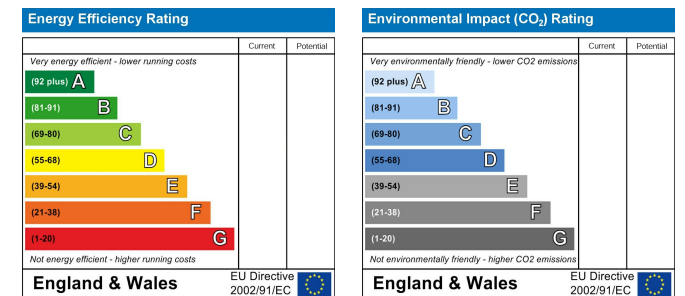 Energy Efficiency Rating
Current Potential
Very energy efficient - lower running costs
(92 plus) A
(81-91) B
(69-80) C
(55-68) D
(39-54) E
(21-38) F
(1-20) G
Not energy efficient - higher running costs
England & Wales
EU Directive
2002/91/EC
Environmental Impact (CO₂) Rating
Current Potential
Very environmentally friendly - lower CO2 emissions
(92 plus) A
(81-91) B
(69-80) C
(55-68) D
(39-54) E
(21-38) F
(1-20) G
Not environmentally friendly - higher CO2 emissions
England & Wales
EU Directive
2002/91/EC